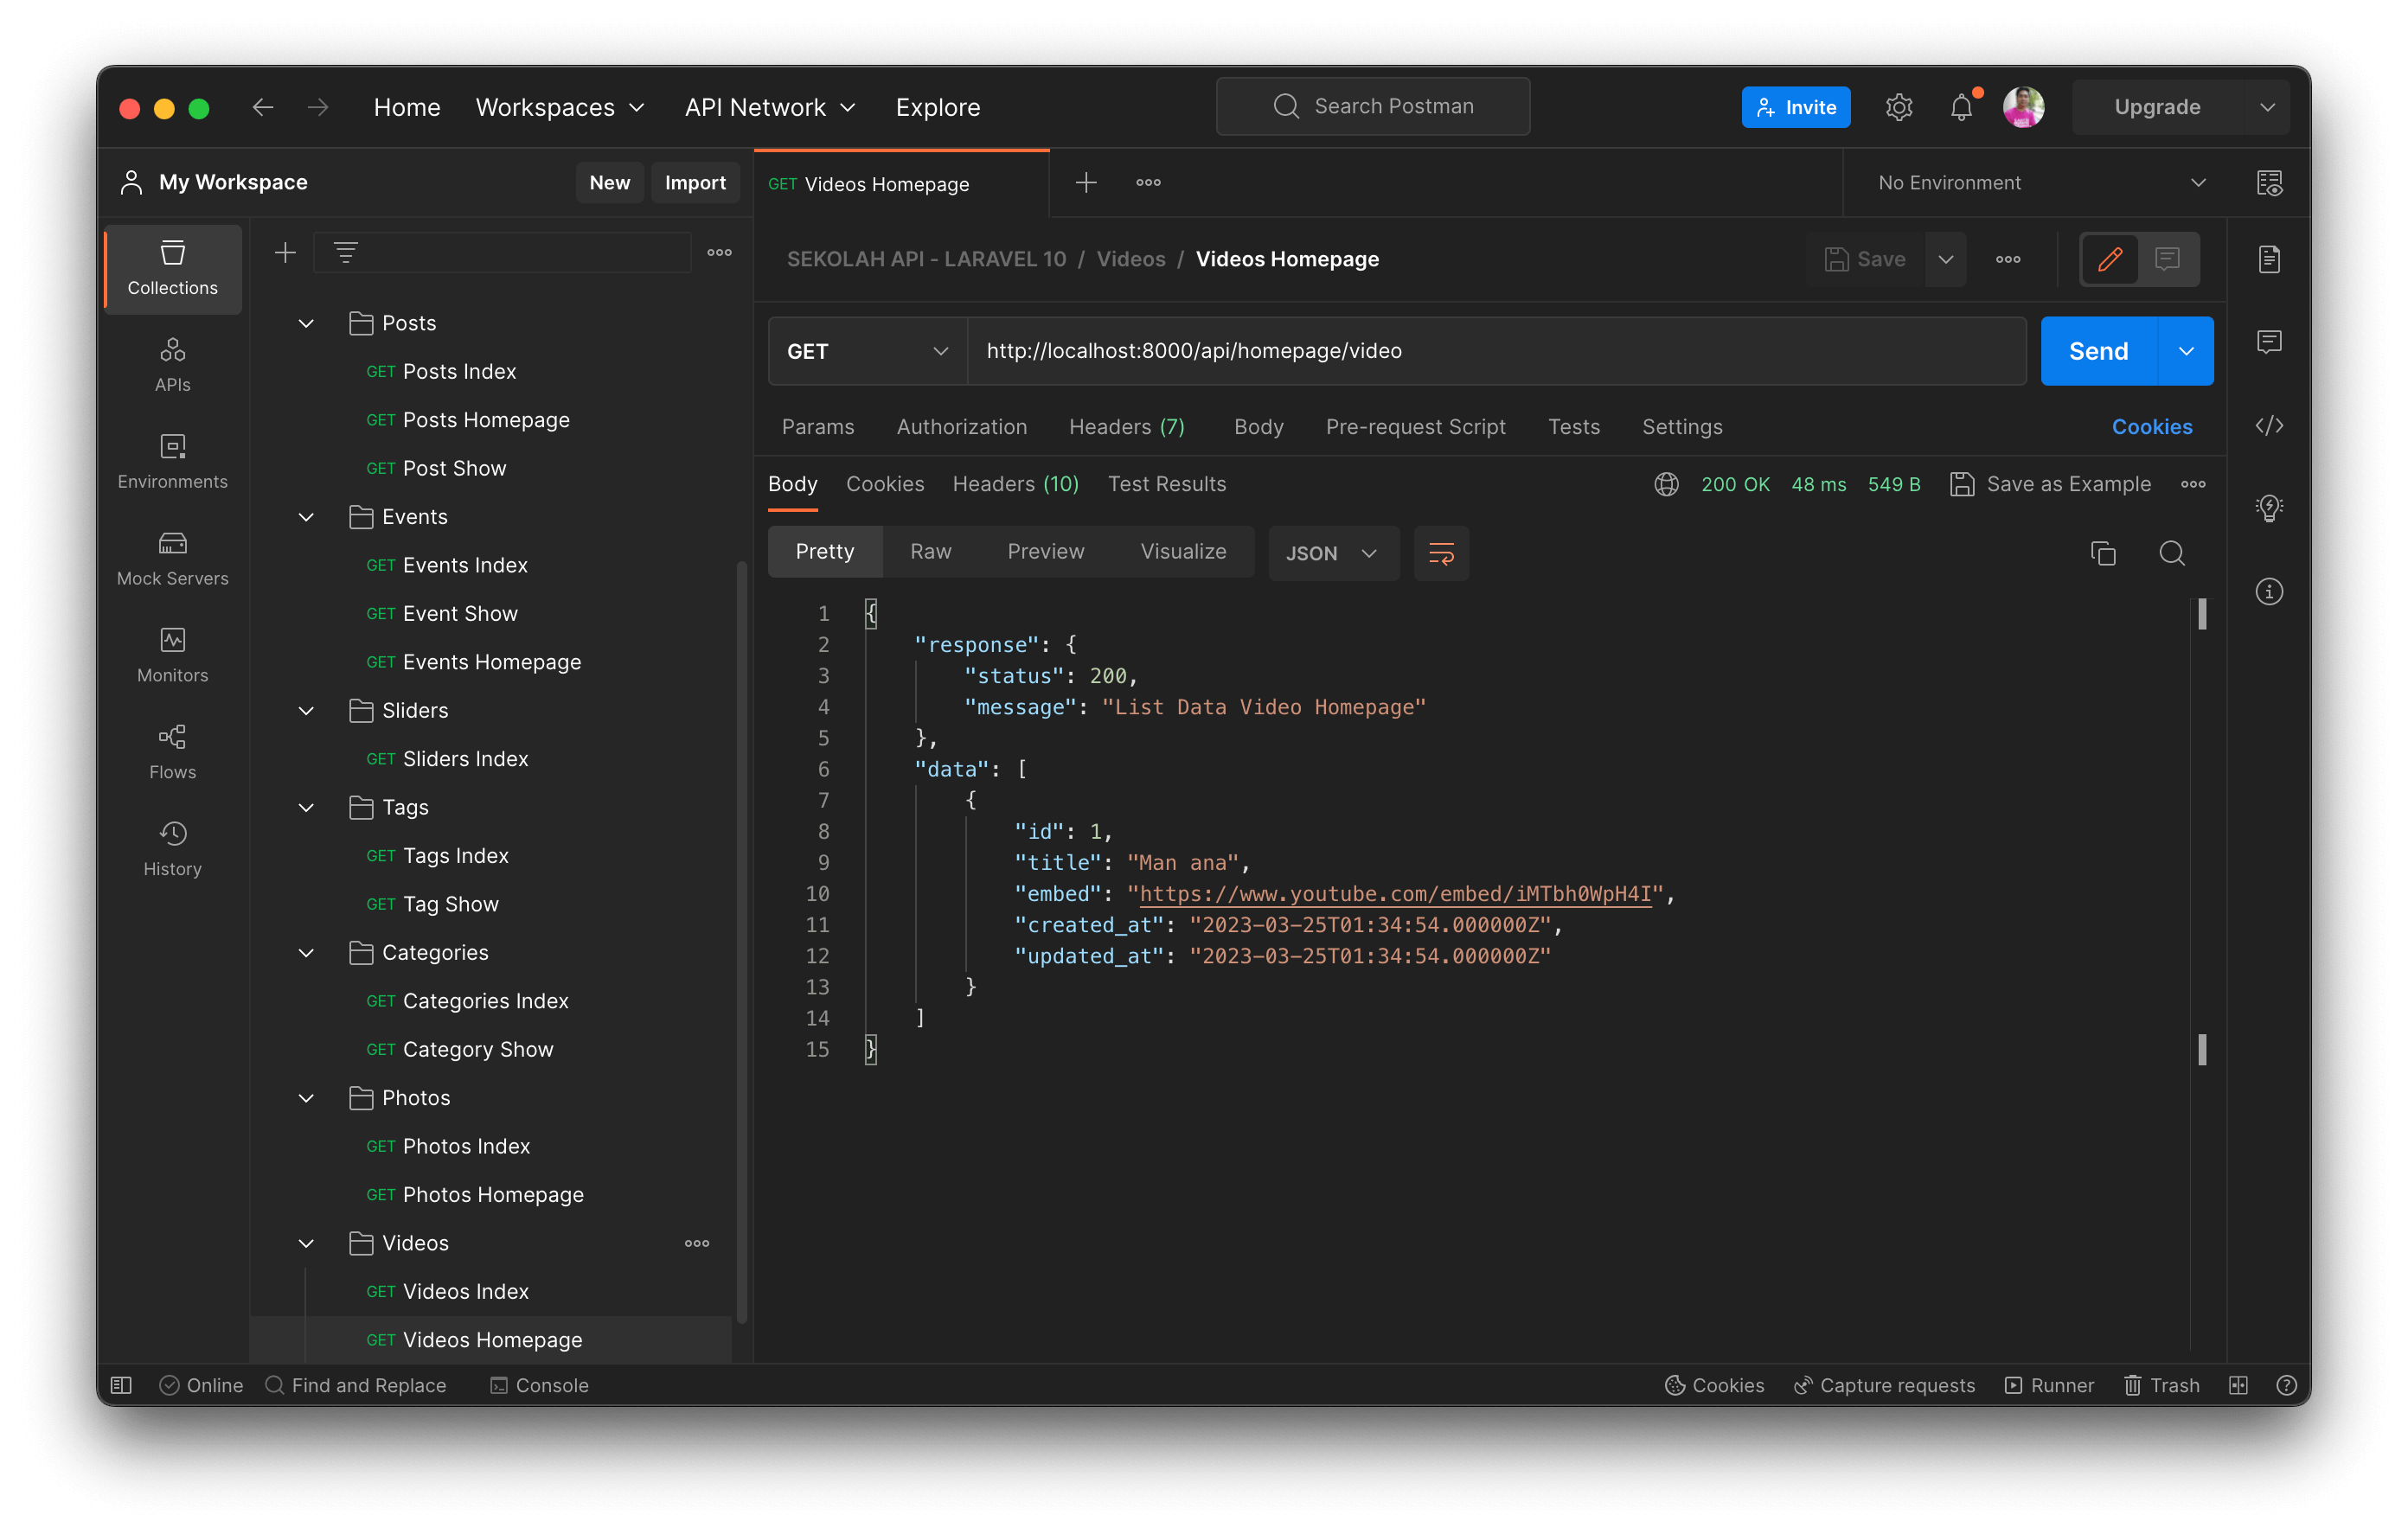 Home Workspaces API Network Explore Search Postman Invite Upgrade
My Workspace New Import
GET Videos Homepage No Environment
Collections
APIs
Environments
Mock Servers
Monitors
Flows
History
Posts
GET Posts Index
GET Posts Homepage
GET Post Show
Events
GET Events Index
GET Event Show
GET Events Homepage
Sliders
GET Sliders Index
Tags
GET Tags Index
GET Tag Show
Categories
GET Categories Index
GET Category Show
Photos
GET Photos Index
GET Photos Homepage
Videos
GET Videos Index
GET Videos Homepage
SEKOLAH API - LARAVEL 10 / Videos / Videos Homepage Save
GET http://localhost:8000/api/homepage/video Send
Params Authorization Headers (7) Body Pre-request Script Tests Settings Cookies
Body Cookies Headers (10) Test Results 200 OK 48 ms 549 B Save as Example
Pretty Raw Preview Visualize JSON
1 {
2 "response": {
3 "status": 200,
4 "message": "List Data Video Homepage"
5 },
6 "data": [
7 {
8 "id": 1,
9 "title": "Man ana",
10 "embed": "https://www.youtube.com/embed/iMTbh0WpH4I",
11 "created_at": "2023-03-25T01:34:54.000000Z",
12 "updated_at": "2023-03-25T01:34:54.000000Z"
13 }
14 ]
15 }
Online Find and Replace Console Cookies Capture requests Runner Trash